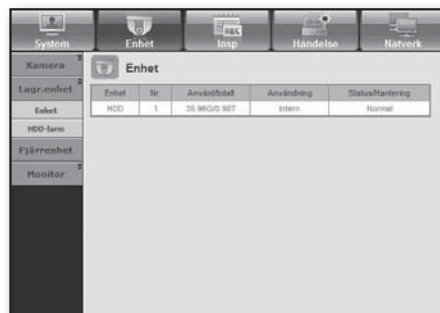 System Enhet Insp Händelse Nätverk
REC
Kamera
Lagr.enhet
Enhet
HDD-larm
Fjärrenhet
Monitor
Enhet
Enhet Nr Använt/totalt Användning Status/Hantering
HDD 1 35.96G/0.98T Intern Normal